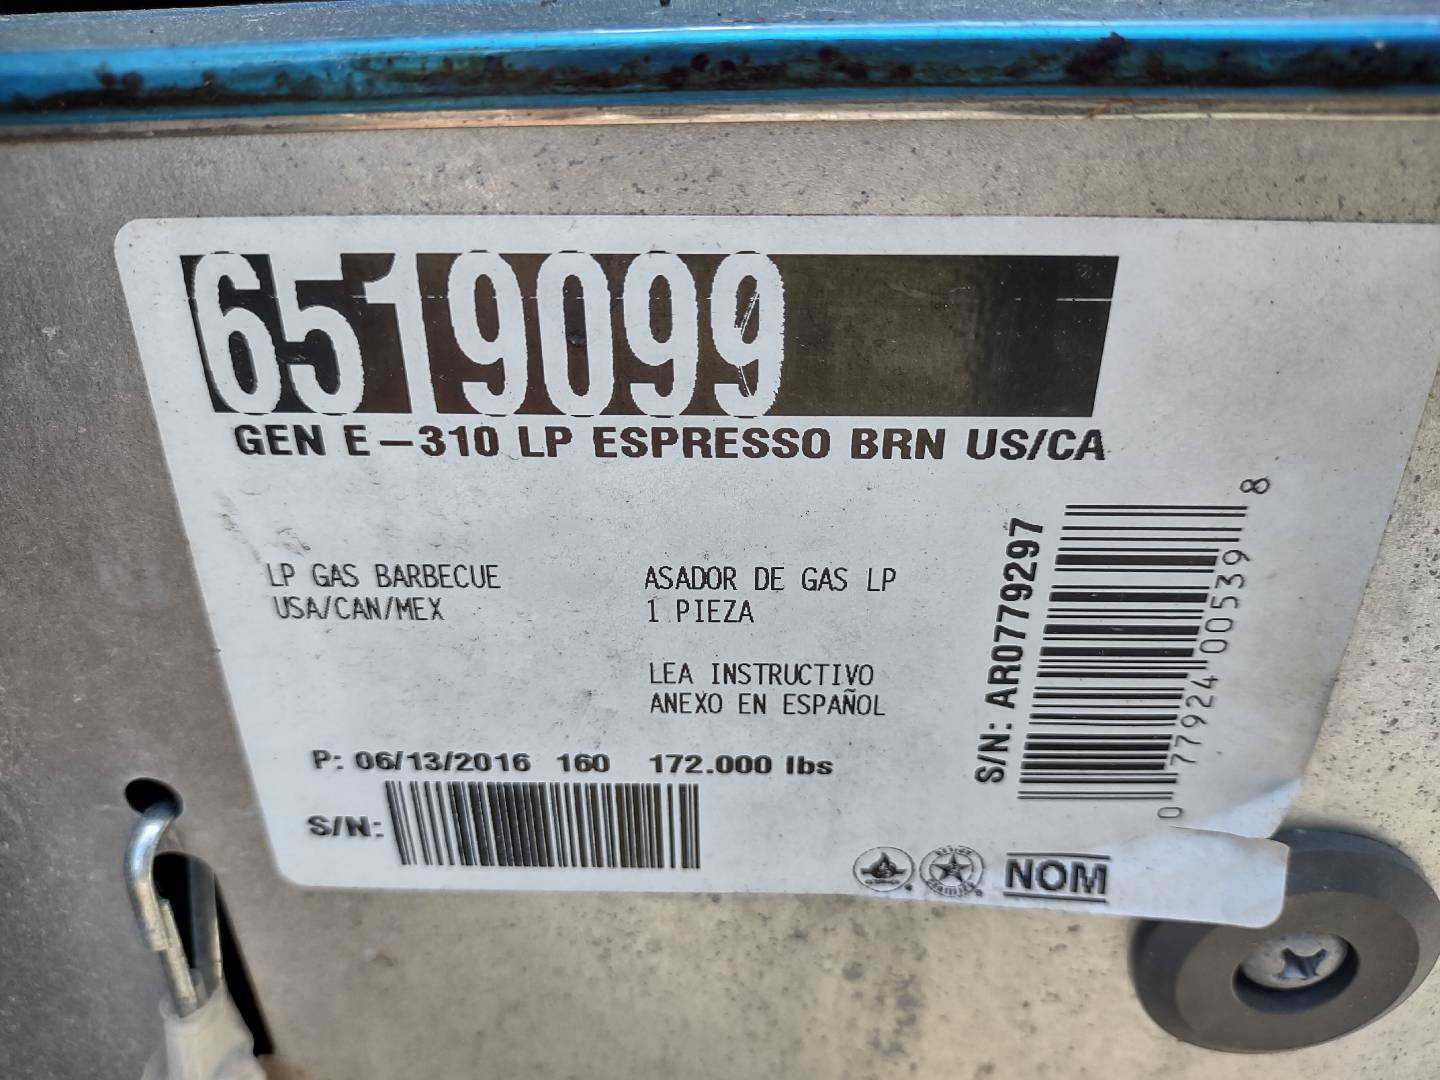 6519099
GEN E-310 LP ESPRESSO BRN US/CA
LP GAS BARBECUE
USA/CAN/MEX
ASADOR DE GAS LP
1 PIEZA
LEA INSTRUCTIVO
ANEXO EN ESPAÑOL
P: 06/13/2016 160 172.000 lbs
S/N:
S/N: AR0779297
0 77924 00539 8
NOM